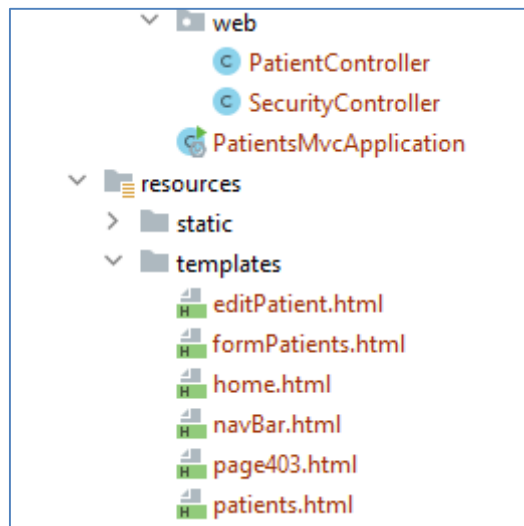 web
C PatientController
C SecurityController
PatientsMvcApplication
resources
static
templates
H editPatient.html
H formPatients.html
H home.html
H navBar.html
H page403.html
H patients.html